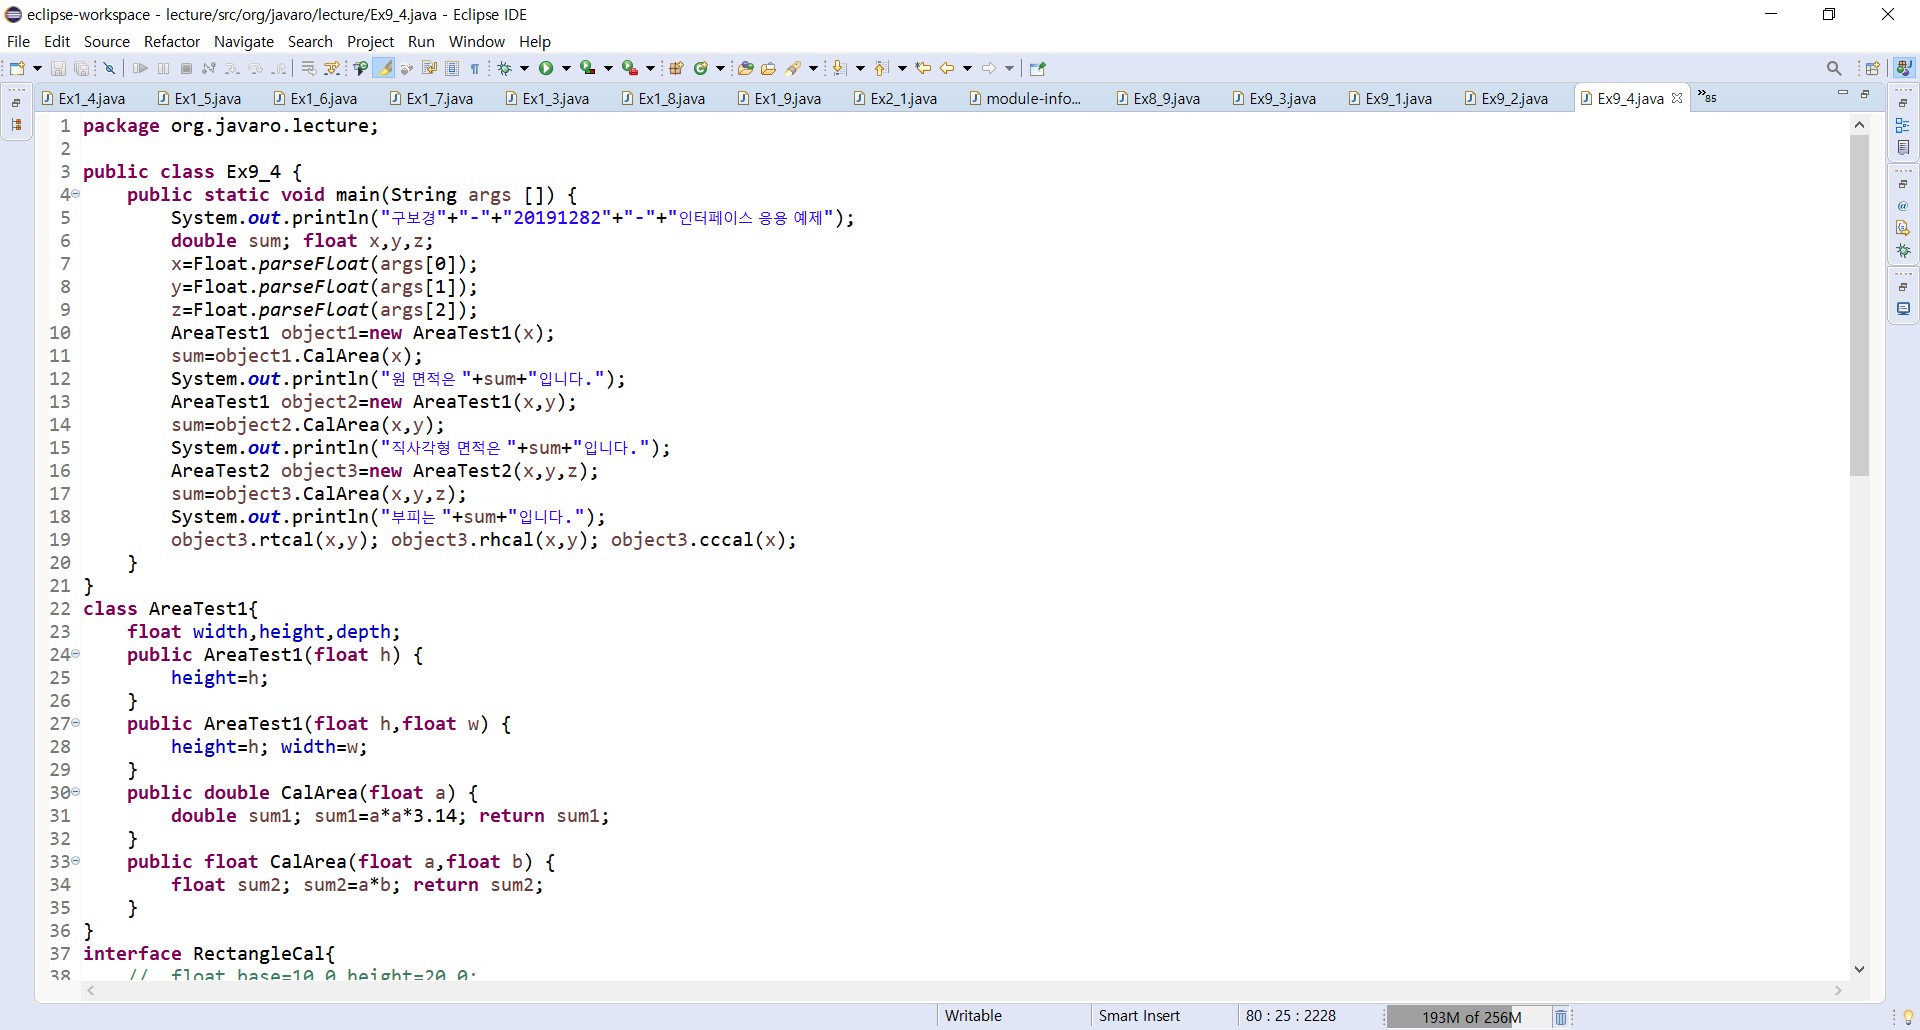 eclipse-workspace - lecture/src/org/javaro/lecture/Ex9_4.java - Eclipse IDE
File Edit Source Refactor Navigate Search Project Run Window Help
Ex1_4.java Ex1_5.java Ex1_6.java Ex1_7.java Ex1_3.java Ex1_8.java Ex1_9.java Ex2_1.java module-info... Ex8_9.java Ex9_3.java Ex9_1.java Ex9_2.java Ex9_4.java »85
1 package org.javaro.lecture;
2
3 public class Ex9_4 {
4     public static void main(String args []) {
5         System.out.println("구보경"+"-"+"20191282"+"-"+"인터페이스 응용 예제");
6         double sum; float x,y,z;
7         x=Float.parseFloat(args[0]);
8         y=Float.parseFloat(args[1]);
9         z=Float.parseFloat(args[2]);
10         AreaTest1 object1=new AreaTest1(x);
11         sum=object1.CalArea(x);
12         System.out.println("원 면적은 "+sum+"입니다.");
13         AreaTest1 object2=new AreaTest1(x,y);
14         sum=object2.CalArea(x,y);
15         System.out.println("직사각형 면적은 "+sum+"입니다.");
16         AreaTest2 object3=new AreaTest2(x,y,z);
17         sum=object3.CalArea(x,y,z);
18         System.out.println("부피는 "+sum+"입니다.");
19         object3.rtcal(x,y); object3.rhcal(x,y); object3.cccal(x);
20     }
21 }
22 class AreaTest1{
23     float width,height,depth;
24     public AreaTest1(float h) {
25         height=h;
26     }
27     public AreaTest1(float h,float w) {
28         height=h; width=w;
29     }
30     public double CalArea(float a) {
31         double sum1; sum1=a*a*3.14; return sum1;
32     }
33     public float CalArea(float a,float b) {
34         float sum2; sum2=a*b; return sum2;
35     }
36 }
37 interface RectangleCal{
38     //  float base=10.0,height=20.0;
Writable Smart Insert 80 : 25 : 2228 193M of 256M